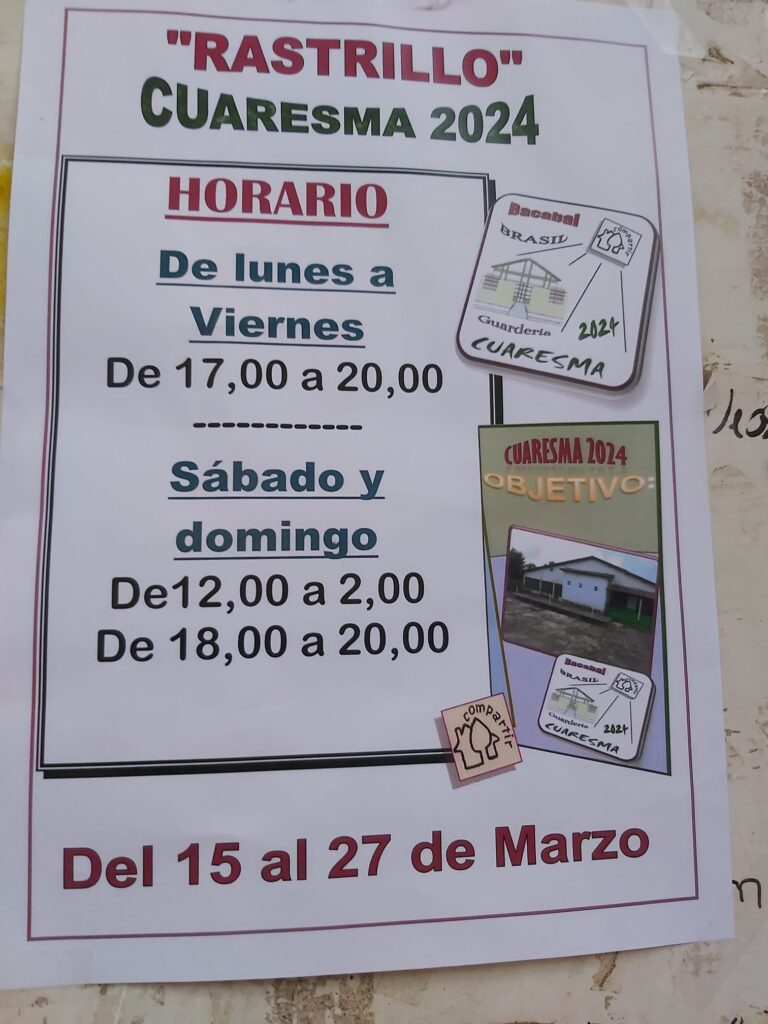 "RASTRILLO"
CUARESMA 2024
HORARIO
De lunes a
Viernes
De 17,00 a 20,00
------------
Sábado y
domingo
De12,00 a 2,00
De 18,00 a 20,00
Bacabal
BRASIL
compartir
Guardería
2024
CUARESMA
CUARESMA 2024
OBJETIVO:
Bacabal
BRASIL
compartir
Guardería
2024
CUARESMA
compartir
Del 15 al 27 de Marzo